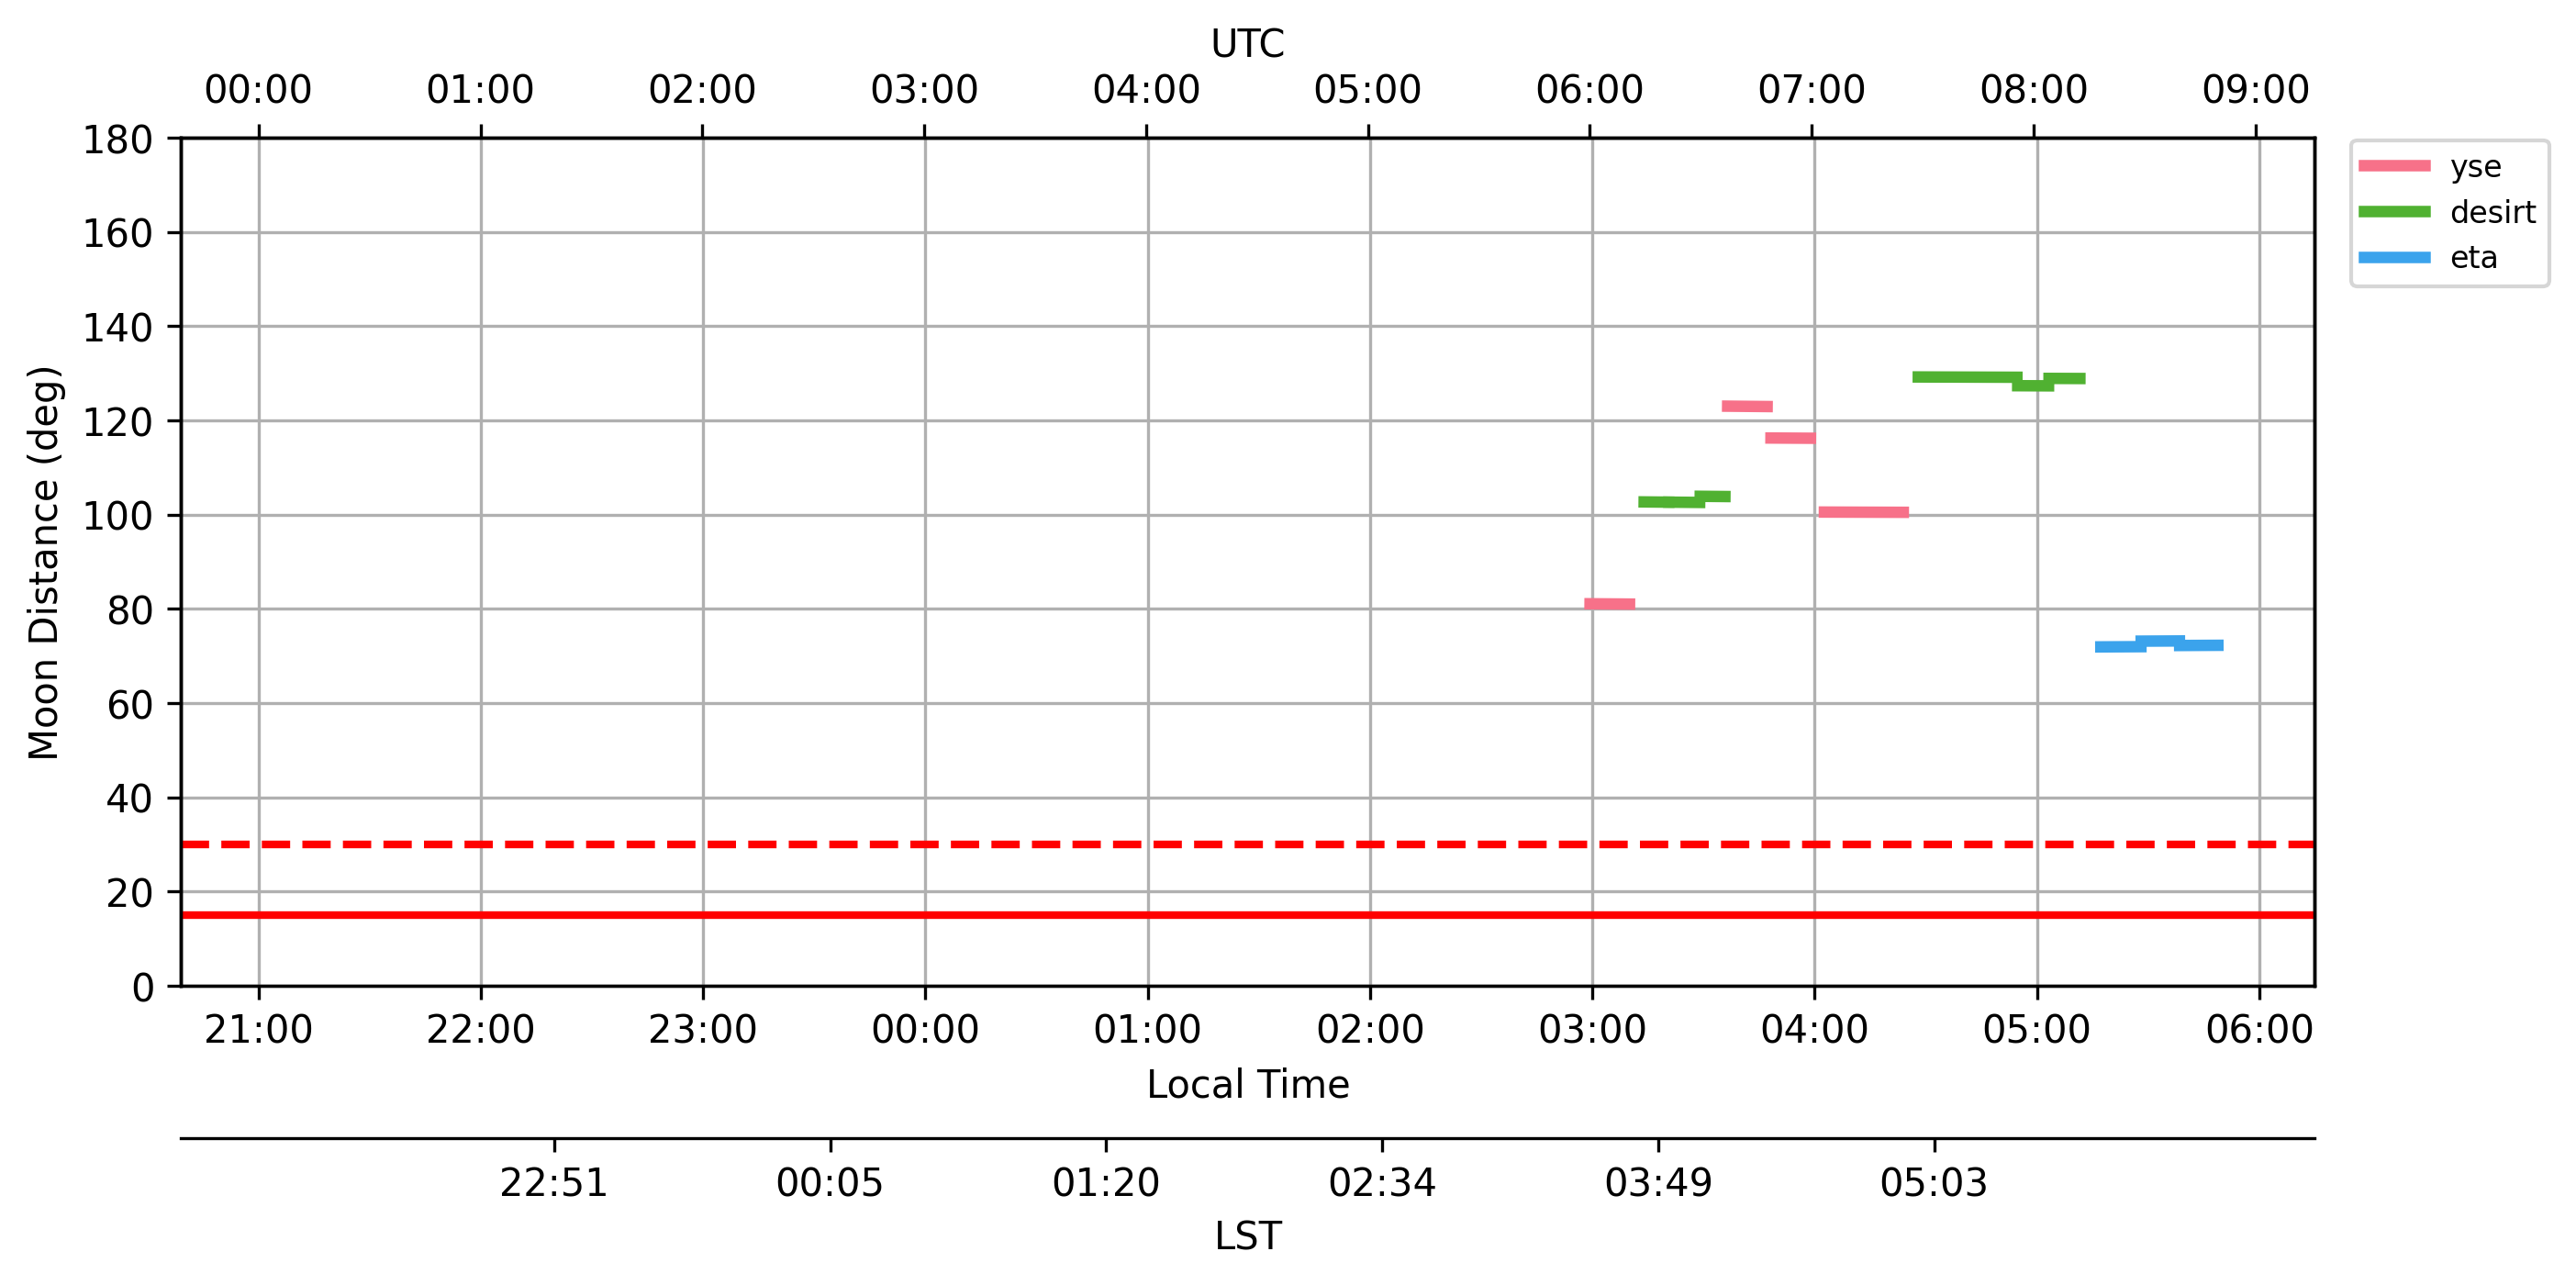 UTC
00:00 01:00 02:00 03:00 04:00 05:00 06:00 07:00 08:00 09:00
180
160
140
120
100
80
60
40
20
0
Moon Distance (deg)
yse
desirt
eta
21:00 22:00 23:00 00:00 01:00 02:00 03:00 04:00 05:00 06:00
Local Time
22:51 00:05 01:20 02:34 03:49 05:03
LST